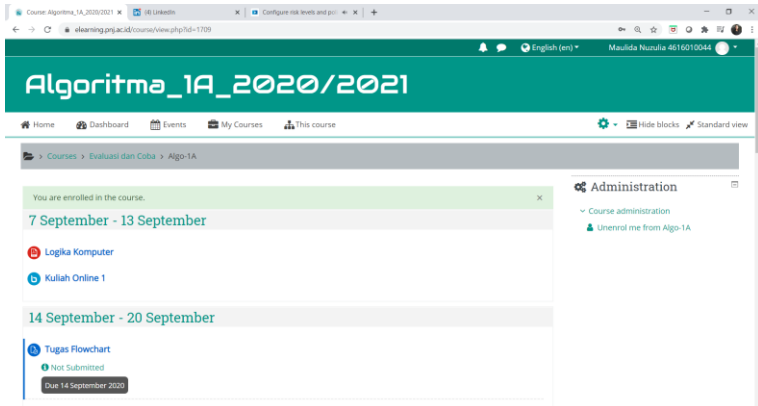 Course: Algoritma_1A_2020/2021
(4) LinkedIn
Configure risk levels and poli
elearning.pnj.ac.id/course/view.php?id=1709
English (en)
Maulida Nuzulia 4616010044
Algoritma_1A_2020/2021
Home
Dashboard
Events
My Courses
This course
Hide blocks
Standard view
> Courses > Evaluasi dan Coba > Algo-1A
You are enrolled in the course.
×
7 September - 13 September
Logika Komputer
Kuliah Online 1
14 September - 20 September
Tugas Flowchart
Not Submitted
Due 14 September 2020
Administration
Course administration
Unenrol me from Algo-1A